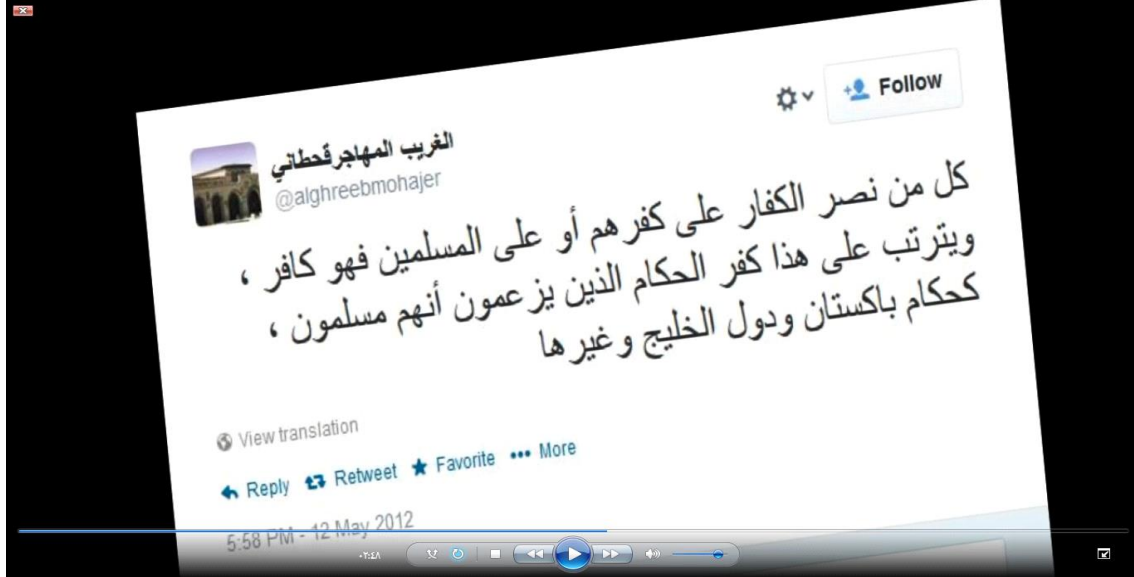 Follow
الغريب المهاجرقحطاني
@alghreebmohajer
كل من نصر الكفار على كفرهم أو على المسلمين فهو كافر ،
ويترتب على هذا كفر الحكام الذين يزعمون أنهم مسلمون ،
كحكام باكستان ودول الخليج وغيرها
View translation
Reply Retweet Favorite More
5:58 PM - 12 May 2012
-٠٢:٤٨